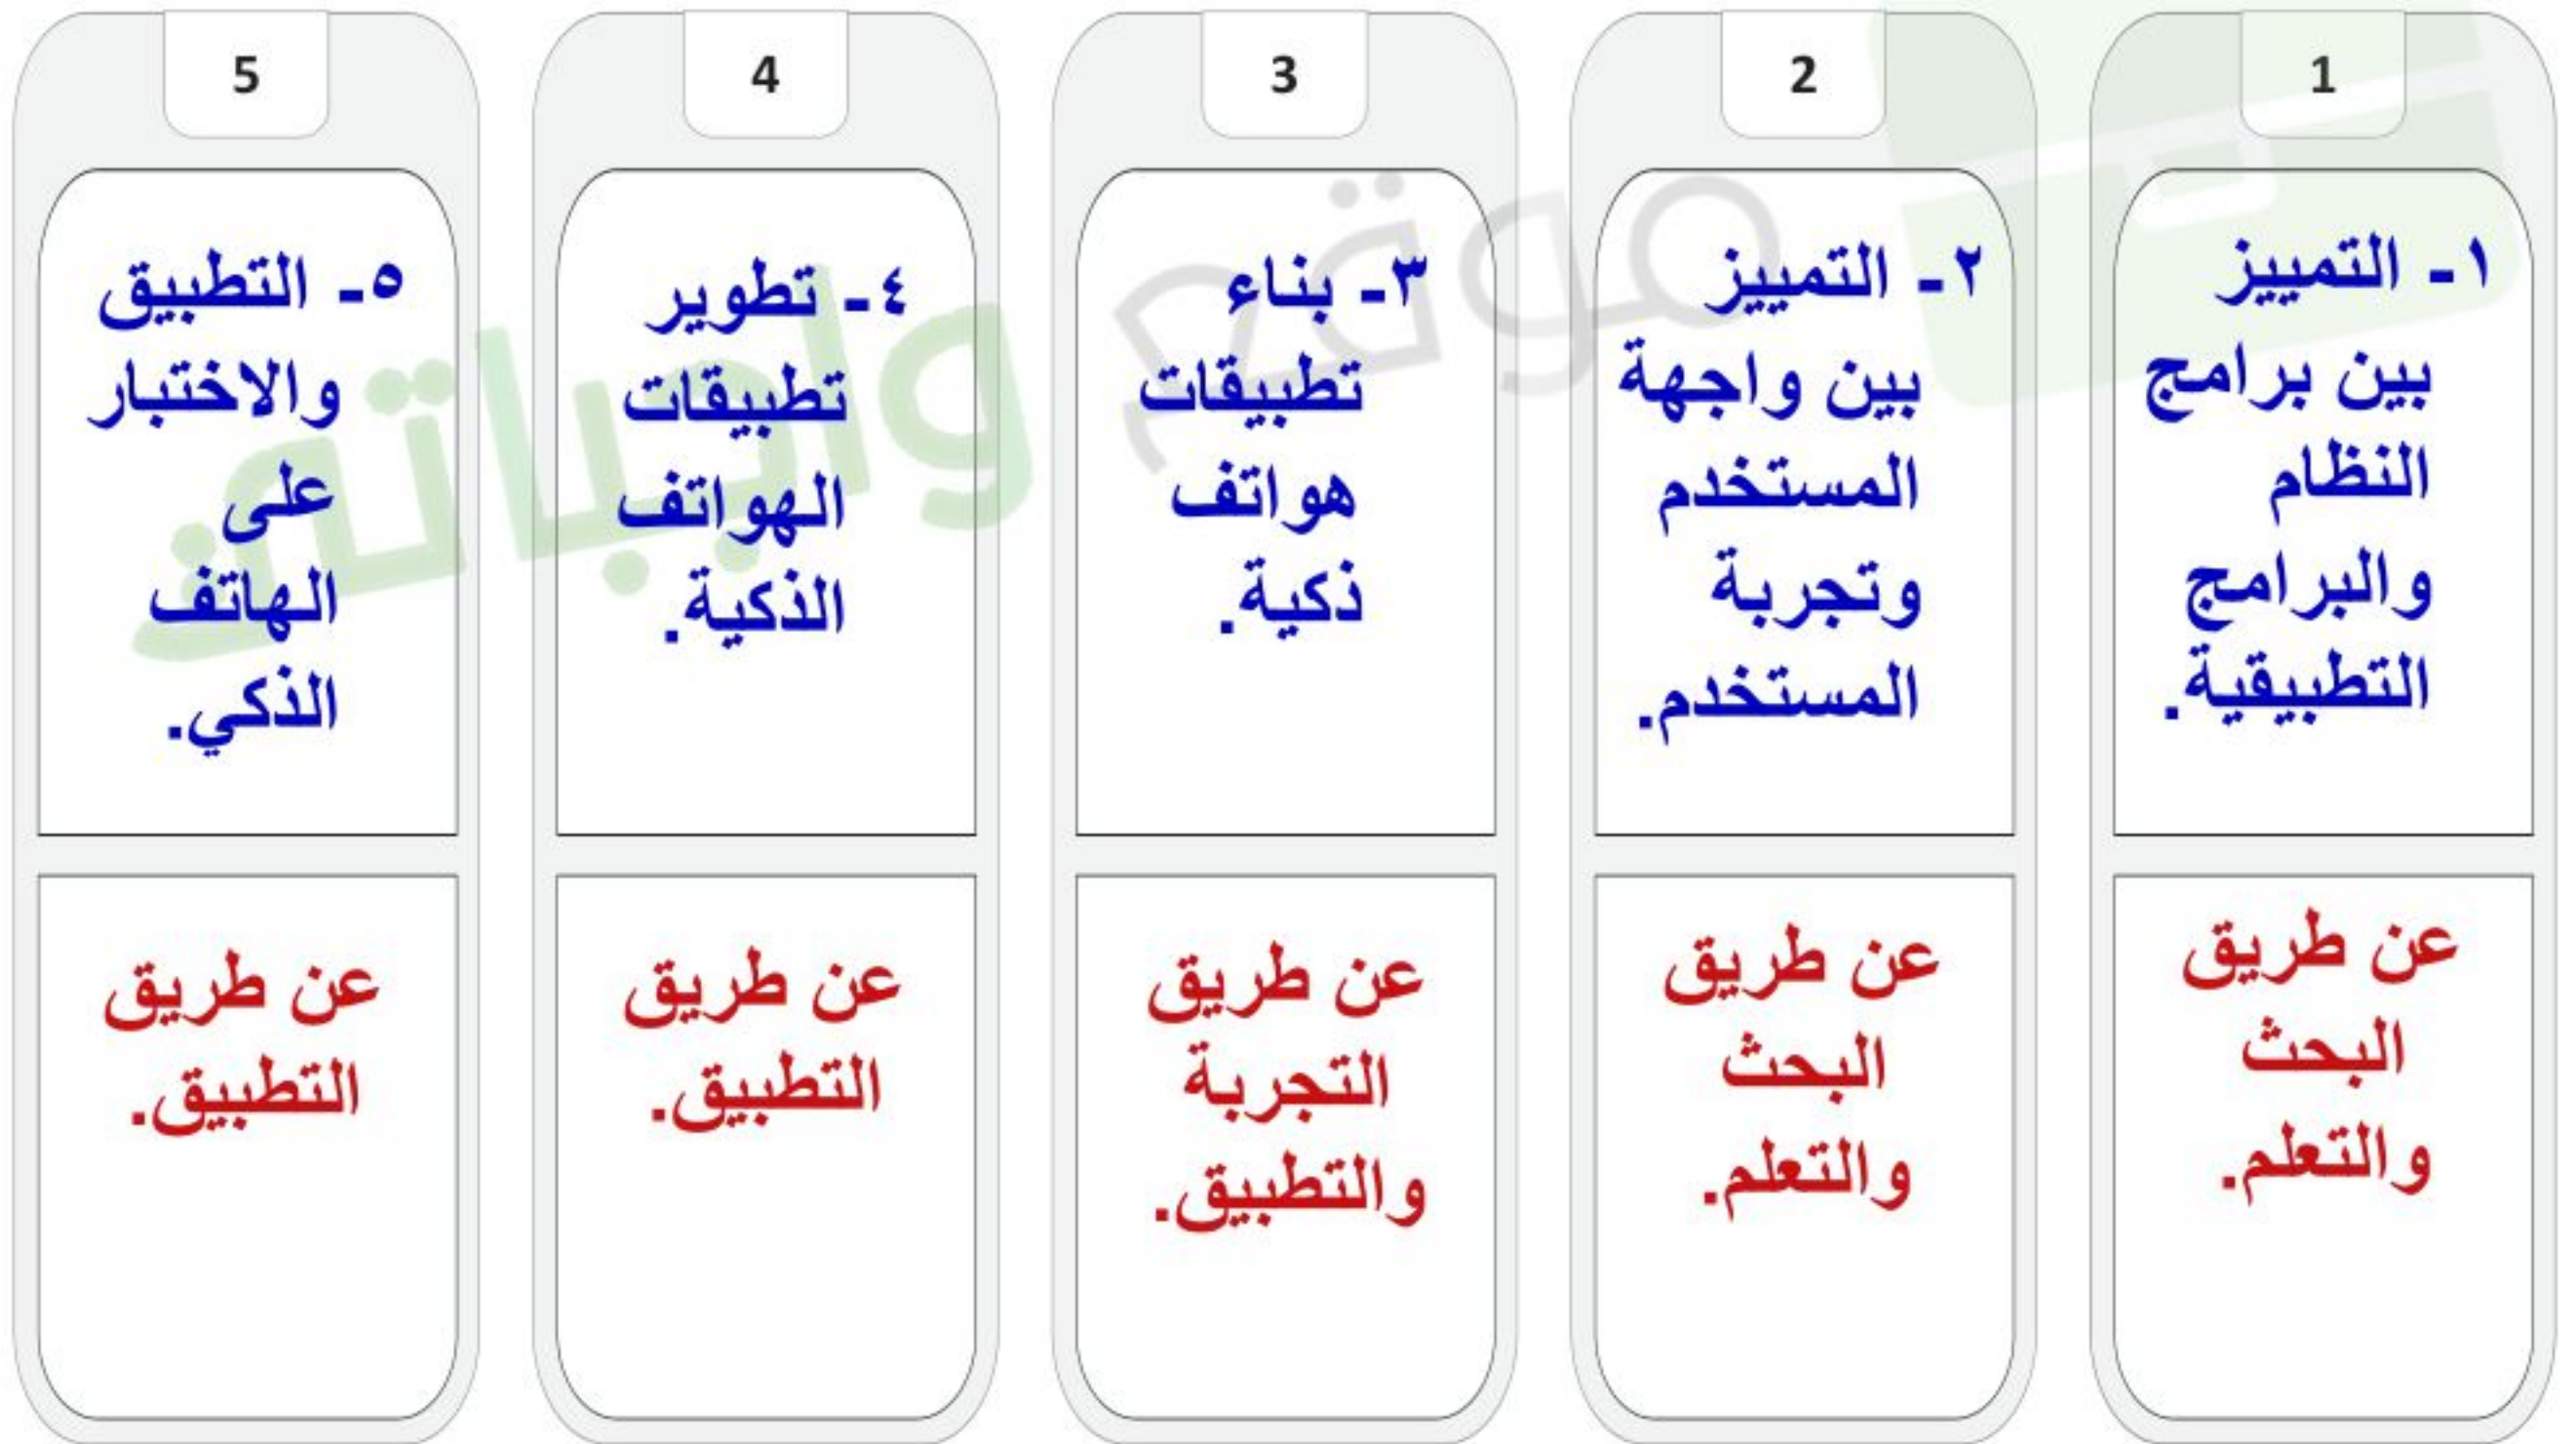 1
١- التمييز
بين برامج
النظام
والبرامج
التطبيقية.
عن طريق
البحث
والتعلم.
2
٢- التمييز
بين واجهة
المستخدم
وتجربة
المستخدم.
عن طريق
البحث
والتعلم.
3
٣- بناء
تطبيقات
هواتف
ذكية.
عن طريق
التجربة
والتطبيق.
4
٤- تطوير
تطبيقات
الهواتف
الذكية.
عن طريق
التطبيق.
5
٥- التطبيق
والاختبار
على
الهاتف
الذكي.
عن طريق
التطبيق.
موقع واجباتي